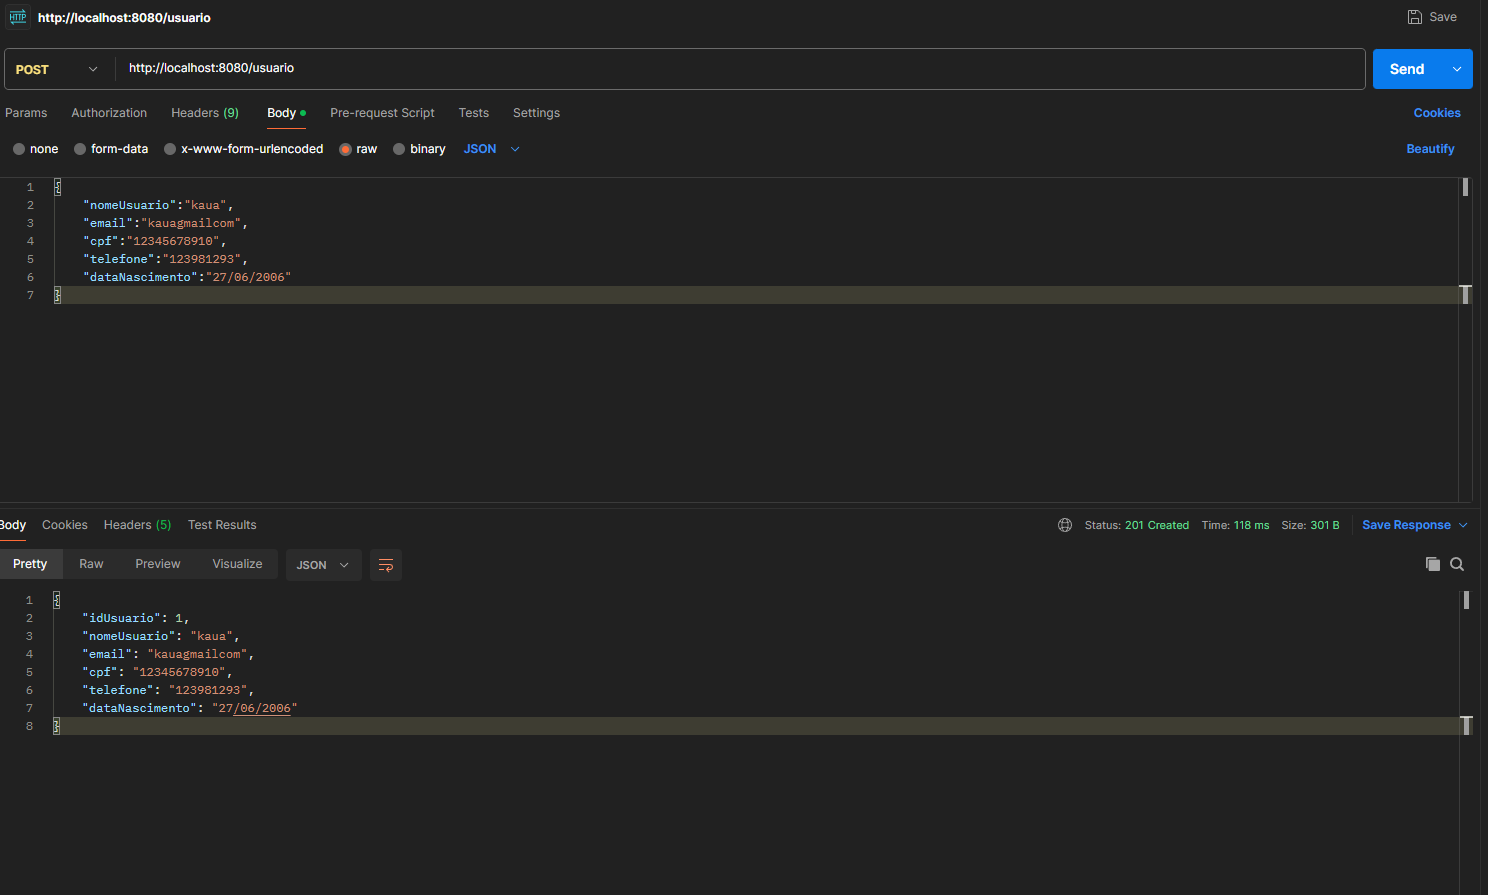 HTTP http://localhost:8080/usuario Save
POST http://localhost:8080/usuario Send
Params Authorization Headers (9) Body Pre-request Script Tests Settings Cookies
none form-data x-www-form-urlencoded raw binary JSON Beautify
1 {
2 "nomeUsuario":"kaua",
3 "email":"kauagmailcom",
4 "cpf":"12345678910",
5 "telefone":"123981293",
6 "dataNascimento":"27/06/2006"
7 }
Body Cookies Headers (5) Test Results Status: 201 Created Time: 118 ms Size: 301 B Save Response
Pretty Raw Preview Visualize JSON
1 {
2 "idUsuario": 1,
3 "nomeUsuario": "kaua",
4 "email": "kauagmailcom",
5 "cpf": "12345678910",
6 "telefone": "123981293",
7 "dataNascimento": "27/06/2006"
8 }